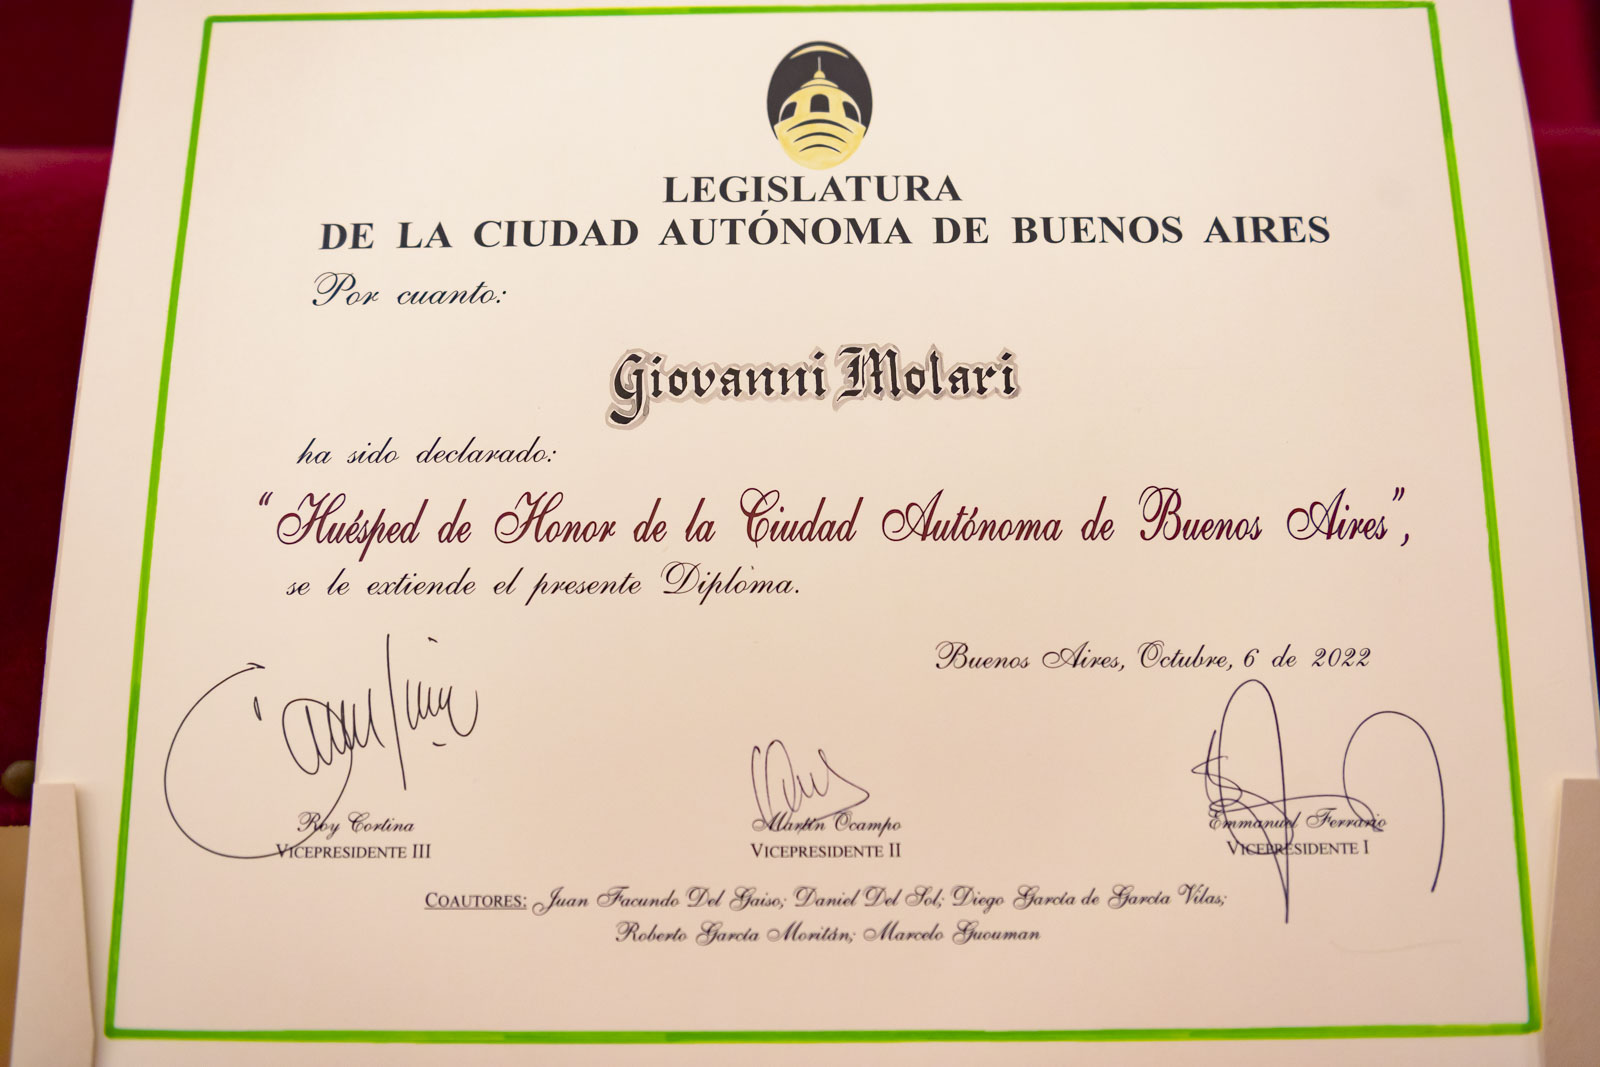 LEGISLATURA
DE LA CIUDAD AUTÓNOMA DE BUENOS AIRES
Por cuanto:
Giovanni Molari
ha sido declarado:
“Huésped de Honor de la Ciudad Autónoma de Buenos Aires”,
se le extiende el presente Diploma.
Buenos Aires, Octubre, 6 de 2022
Roy Cortina
VICEPRESIDENTE III
Martín Ocampo
VICEPRESIDENTE II
Emmanuel Ferrario
VICEPRESIDENTE I
COAUTORES: Juan Facundo Del Gaiso; Daniel Del Sol; Diego García de García Vilas;
Roberto García Moritán; Marcelo Guouman